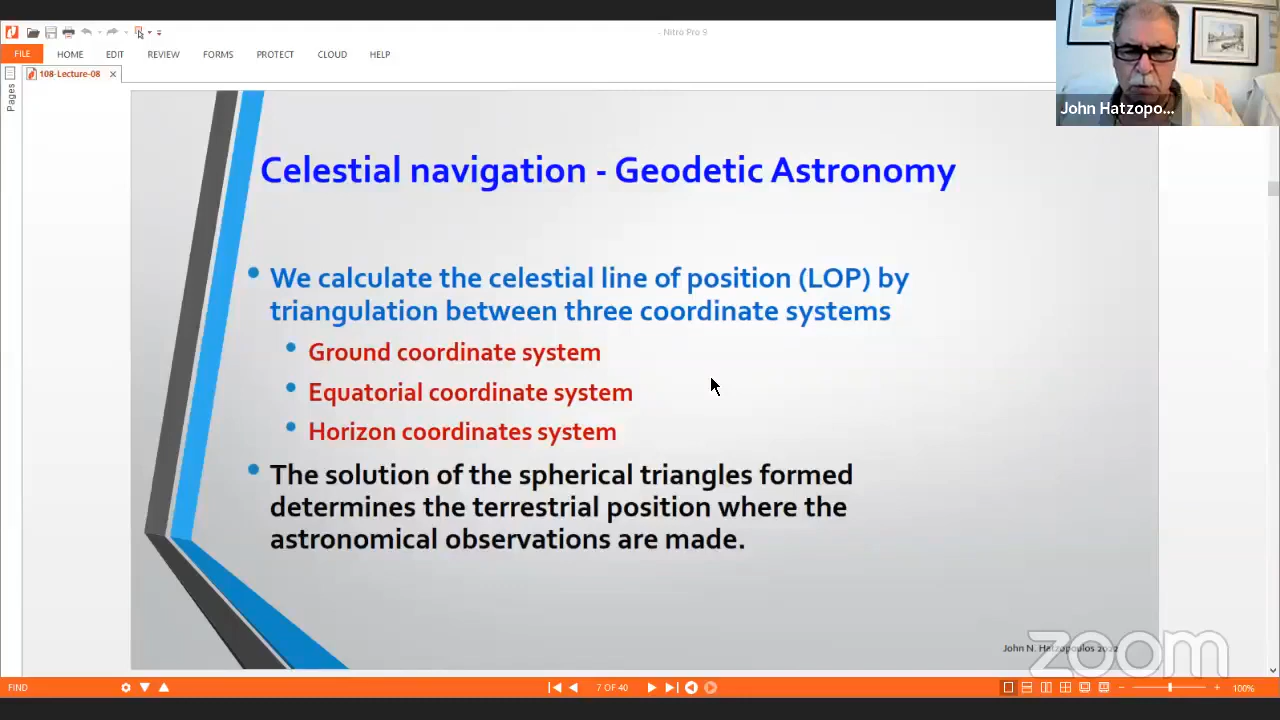 - Nitro Pro 9
FILE HOME EDIT REVIEW FORMS PROTECT CLOUD HELP
108-Lecture-08
Pages
John Hatzopo...
Celestial navigation - Geodetic Astronomy
We calculate the celestial line of position (LOP) by
triangulation between three coordinate systems
Ground coordinate system
Equatorial coordinate system
Horizon coordinates system
The solution of the spherical triangles formed
determines the terrestrial position where the
astronomical observations are made.
John N. Hatzopoulos
zoom
FIND
7 OF 40
100%